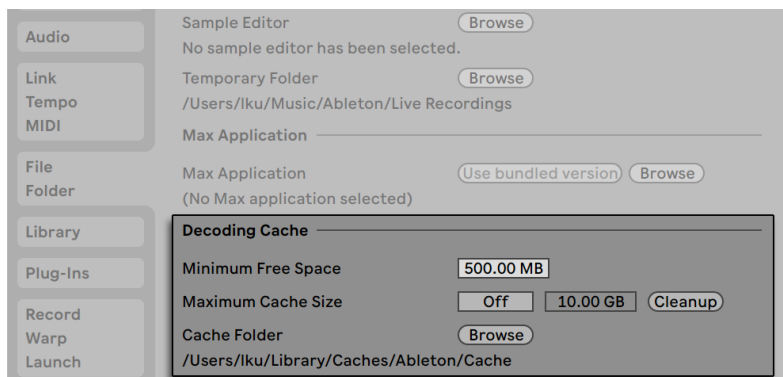 Audio
Link
Tempo
MIDI
File
Folder
Library
Plug-Ins
Record
Warp
Launch
Sample Editor Browse
No sample editor has been selected.
Temporary Folder Browse
/Users/lku/Music/Ableton/Live Recordings
Max Application
Max Application Use bundled version Browse
(No Max application selected)
Decoding Cache
Minimum Free Space 500.00 MB
Maximum Cache Size Off 10.00 GB Cleanup
Cache Folder Browse
/Users/lku/Library/Caches/Ableton/Cache